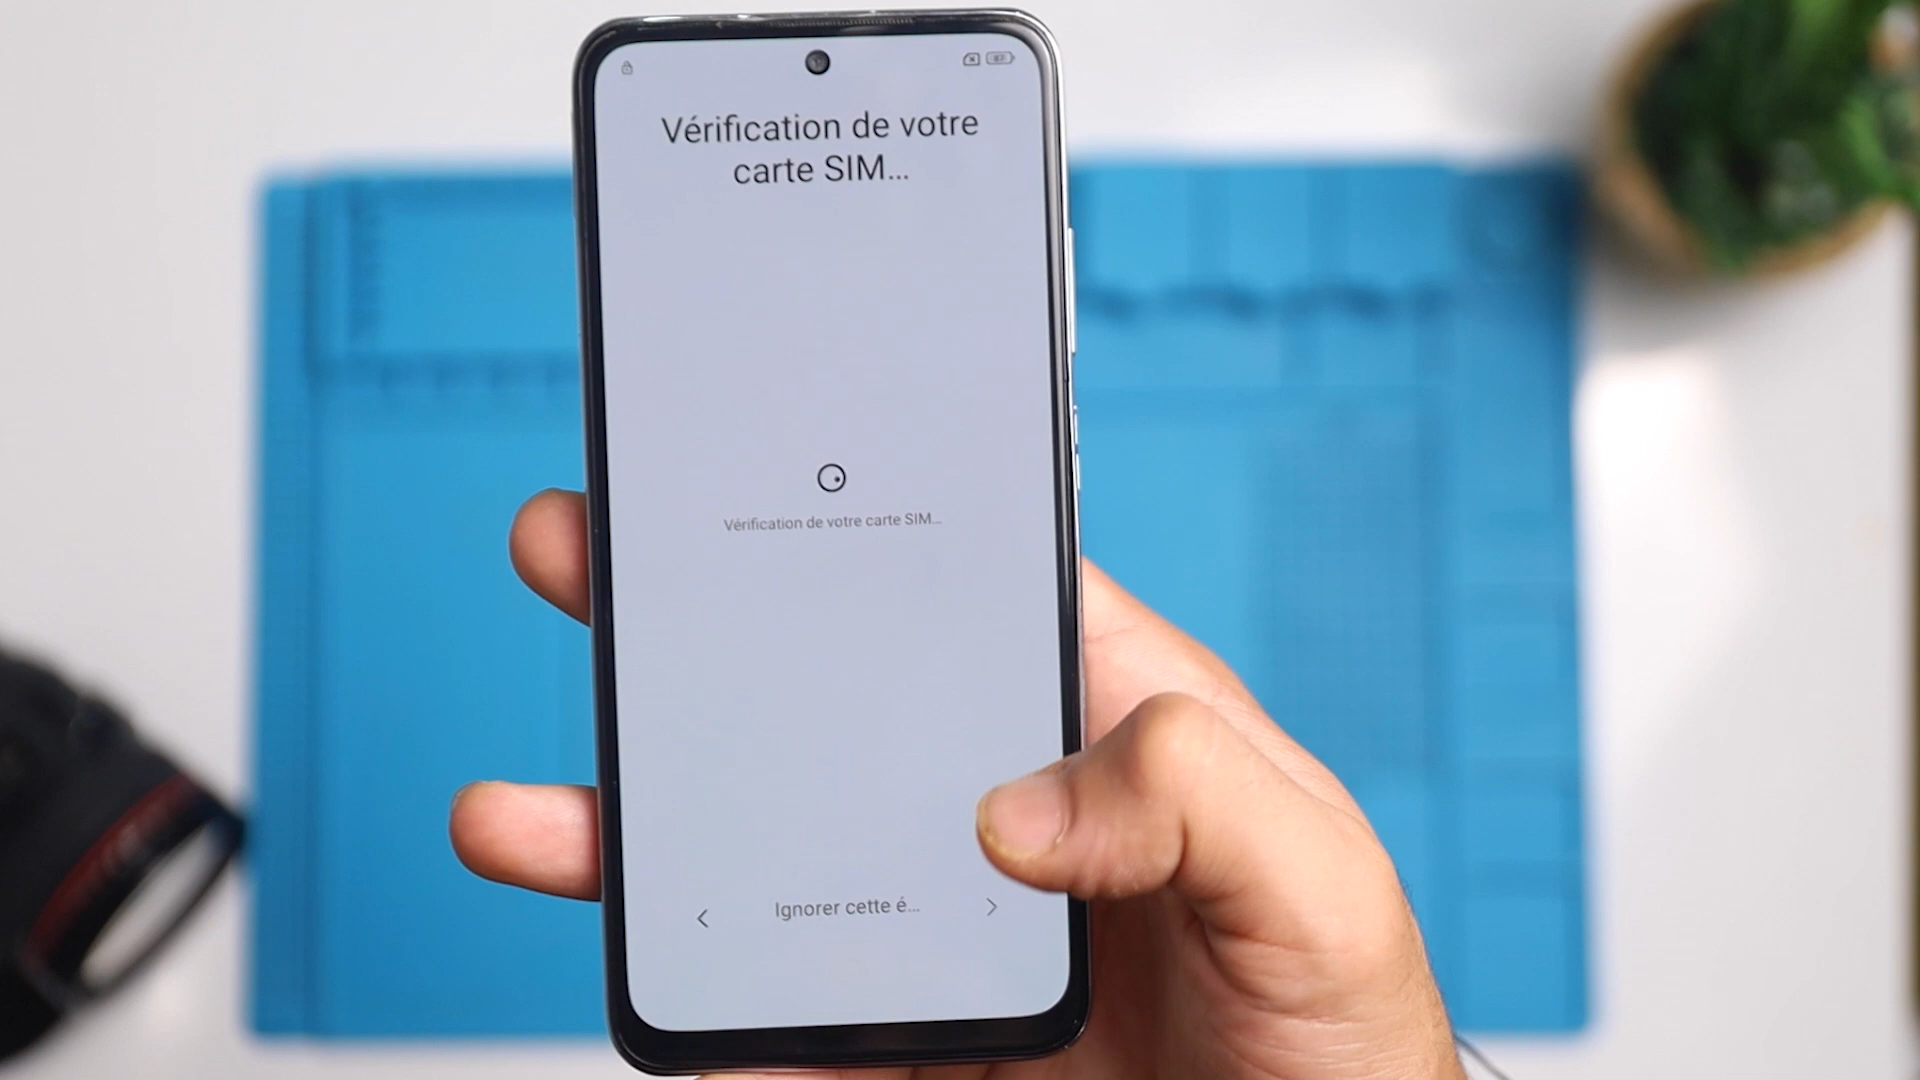 Vérification de votre
carte SIM...
Vérification de votre carte SIM...
Ignorer cette é...